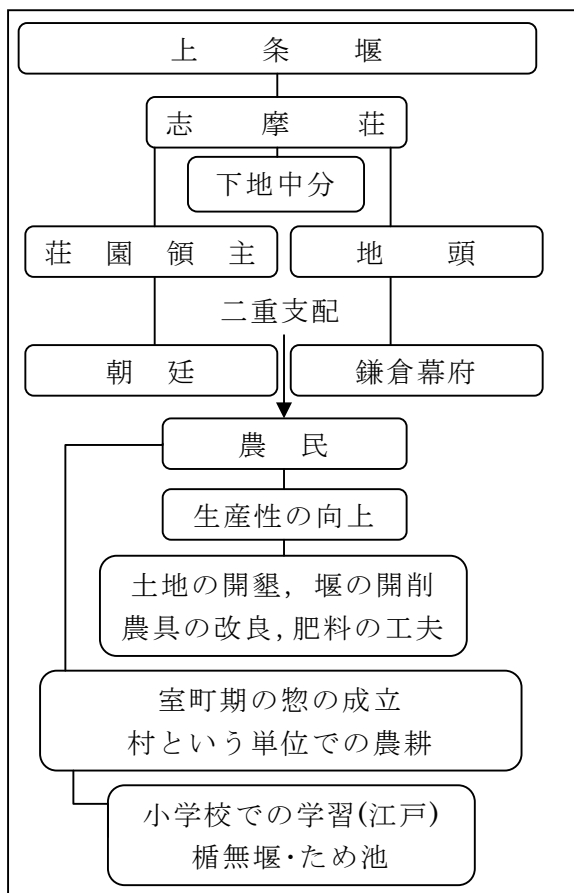 上条堰
志摩荘
下地中分
荘園領主
地頭
二重支配
朝廷
鎌倉幕府
農民
生産性の向上
土地の開墾，堰の開削
農具の改良，肥料の工夫
室町期の惣の成立
村という単位での農耕
小学校での学習(江戸)
楯無堰・ため池